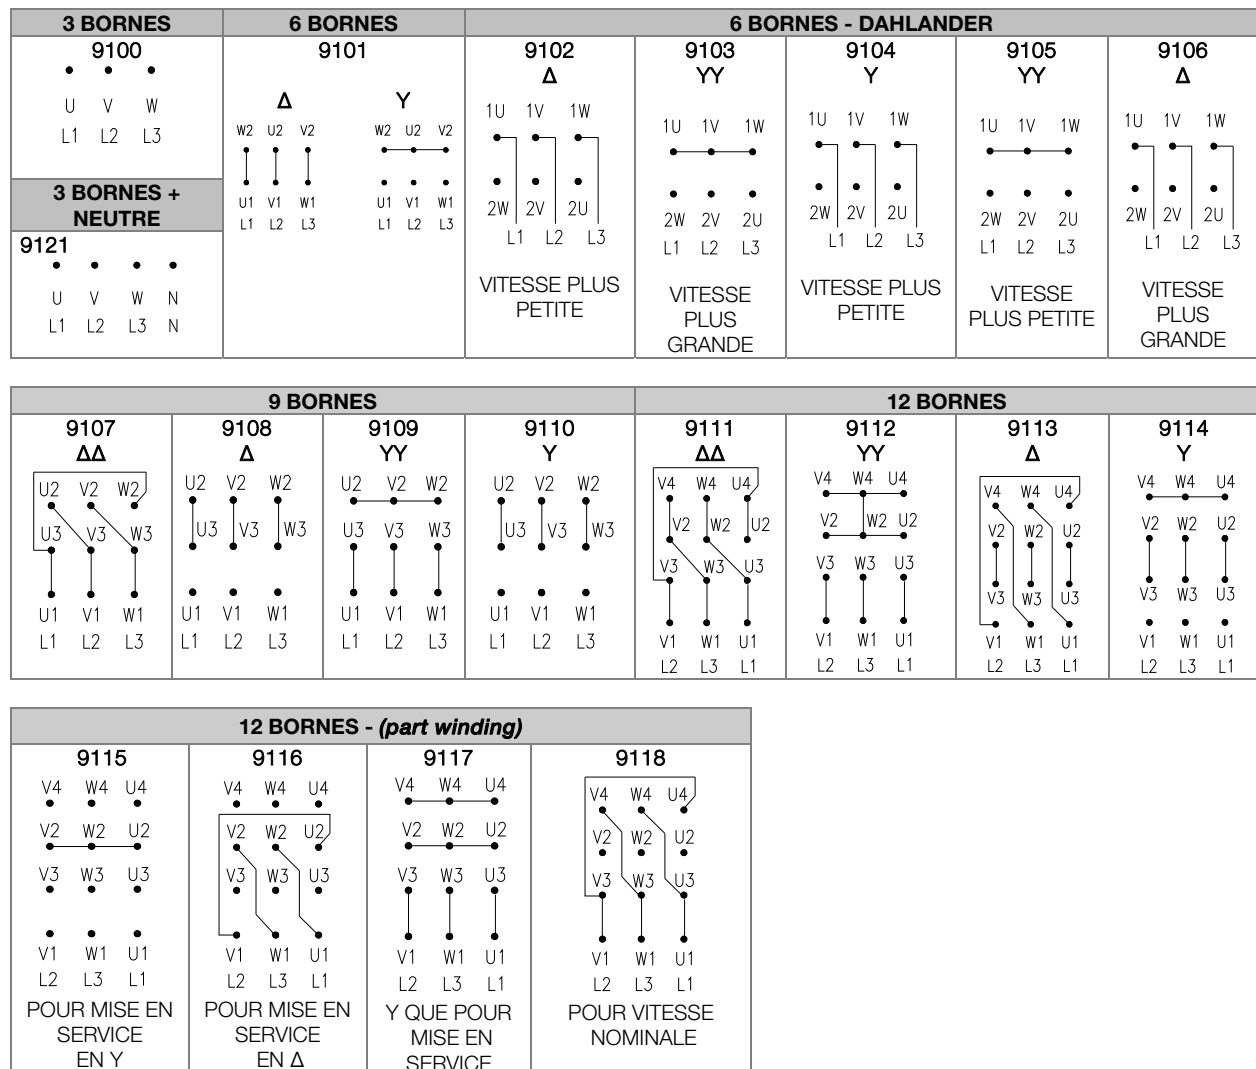 3 BORNES
6 BORNES
6 BORNES - DAHLANDER
9100
U V W
L1 L2 L3
3 BORNES +
NEUTRE
9121
U V W N
L1 L2 L3 N
9101
Δ Y
W2 U2 V2 W2 U2 V2
U1 V1 W1 U1 V1 W1
L1 L2 L3 L1 L2 L3
9102
Δ
1U 1V 1W
2W 2V 2U
L1 L2 L3
VITESSE PLUS
PETITE
9103
YY
1U 1V 1W
2W 2V 2U
L1 L2 L3
VITESSE
PLUS
GRANDE
9104
Y
1U 1V 1W
2W 2V 2U
L1 L2 L3
VITESSE PLUS
PETITE
9105
YY
1U 1V 1W
2W 2V 2U
L1 L2 L3
VITESSE
PLUS PETITE
9106
Δ
1U 1V 1W
2W 2V 2U
L1 L2 L3
VITESSE
PLUS
GRANDE
9 BORNES
12 BORNES
9107
ΔΔ
U2 V2 W2
U3 V3 W3
U1 V1 W1
L1 L2 L3
9108
Δ
U2 V2 W2
U3 V3 W3
U1 V1 W1
L1 L2 L3
9109
YY
U2 V2 W2
U3 V3 W3
U1 V1 W1
L1 L2 L3
9110
Y
U2 V2 W2
U3 V3 W3
U1 V1 W1
L1 L2 L3
9111
ΔΔ
V4 W4 U4
V2 W2 U2
V3 W3 U3
V1 W1 U1
L2 L3 L1
9112
YY
V4 W4 U4
V2 W2 U2
V3 W3 U3
V1 W1 U1
L2 L3 L1
9113
Δ
V4 W4 U4
V2 W2 U2
V3 W3 U3
V1 W1 U1
L2 L3 L1
9114
Y
V4 W4 U4
V2 W2 U2
V3 W3 U3
V1 W1 U1
L2 L3 L1
12 BORNES - (part winding)
9115
V4 W4 U4
V2 W2 U2
V3 W3 U3
V1 W1 U1
L2 L3 L1
POUR MISE EN
SERVICE
EN Y
9116
V4 W4 U4
V2 W2 U2
V3 W3 U3
V1 W1 U1
L2 L3 L1
POUR MISE EN
SERVICE
EN Δ
9117
V4 W4 U4
V2 W2 U2
V3 W3 U3
V1 W1 U1
L2 L3 L1
Y QUE POUR
MISE EN
SERVICE
9118
V4 W4 U4
V2 W2 U2
V3 W3 U3
V1 W1 U1
L2 L3 L1
POUR VITESSE
NOMINALE